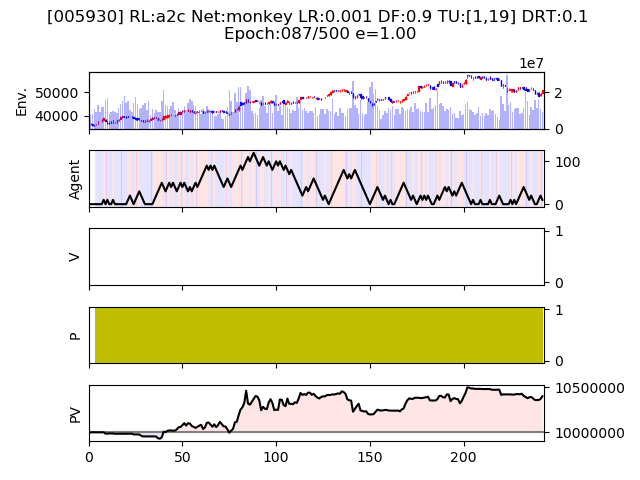 [005930] RL:a2c Net:monkey LR:0.001 DF:0.9 TU:[1,19] DRT:0.1
Epoch:087/500 e=1.00
1e7
Env.
50000
40000
2
0
Agent
100
0
V
1
0
P
1
0
PV
10500000
10000000
0 50 100 150 200